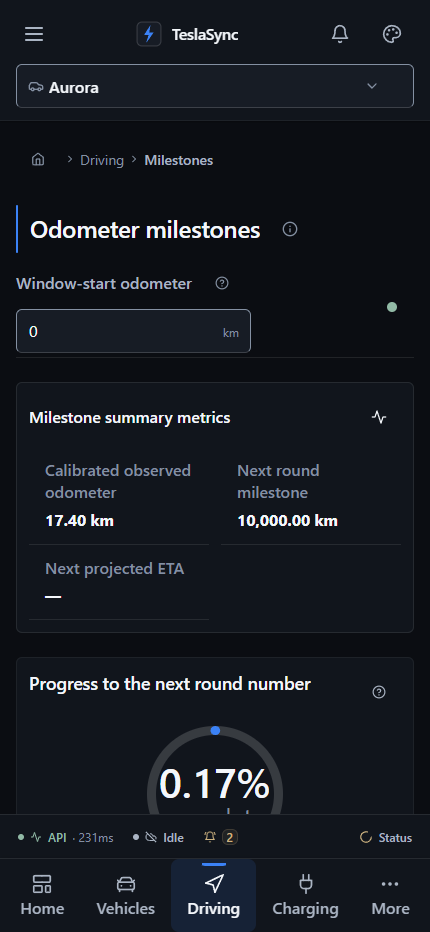 TeslaSync
Aurora
Driving
Milestones
Odometer milestones
Window-start odometer
0 km
Milestone summary metrics
Calibrated observed
odometer
17.40 km
Next round
milestone
10,000.00 km
Next projected ETA
—
Progress to the next round number
0.17%
API · 231ms
Idle
2
Status
Home
Vehicles
Driving
Charging
More